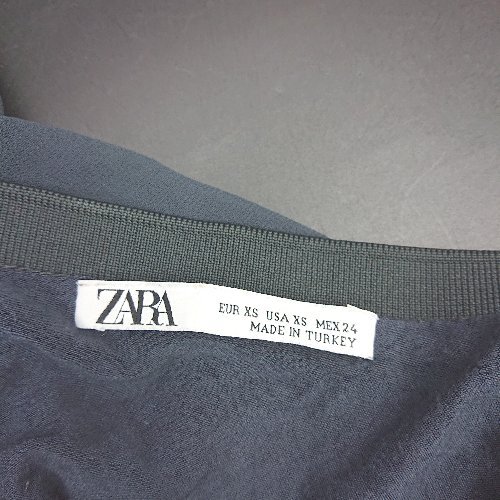 ZARA
EUR XS USA XS MEX 24
MADE IN TURKEY